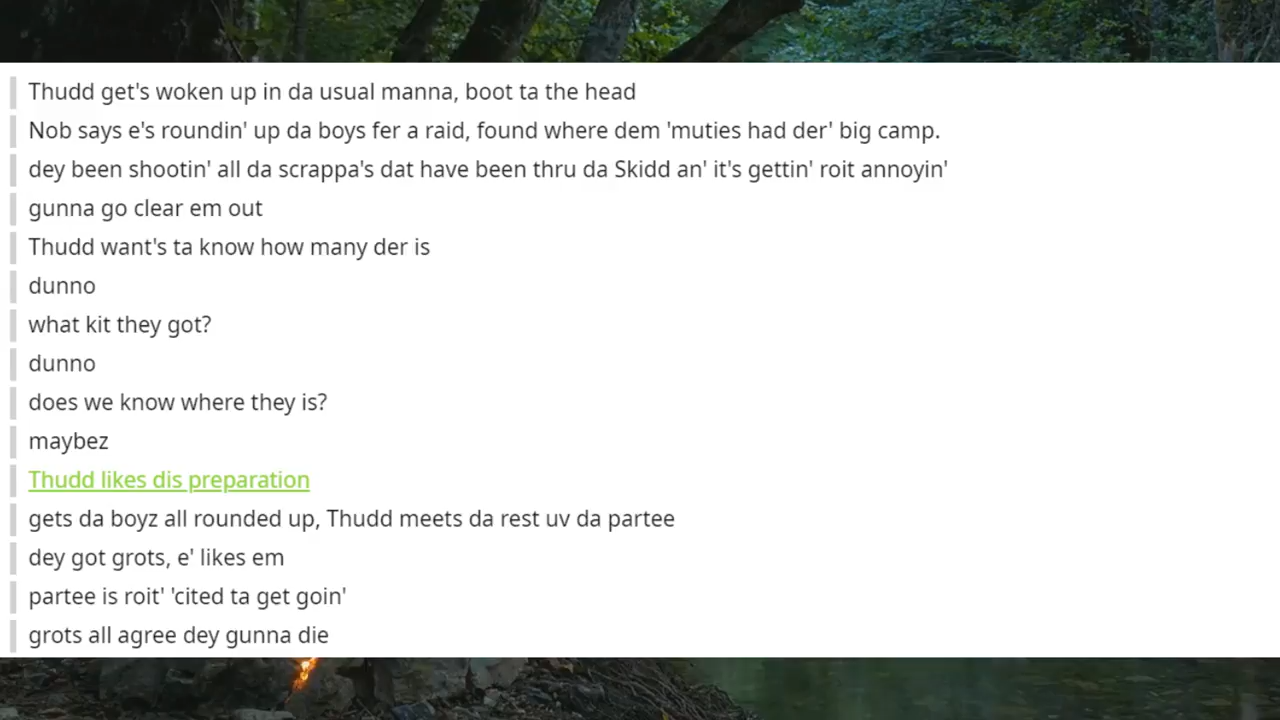 Thudd get's woken up in da usual manna, boot ta the head
Nob says e's roundin' up da boys fer a raid, found where dem 'muties had der' big camp.
dey been shootin' all da scrappa's dat have been thru da Skidd an' it's gettin' roit annoyin'
gunna go clear em out
Thudd want's ta know how many der is
dunno
what kit they got?
dunno
does we know where they is?
maybez
Thudd likes dis preparation
gets da boyz all rounded up, Thudd meets da rest uv da partee
dey got grots, e' likes em
partee is roit' 'cited ta get goin'
grots all agree dey gunna die